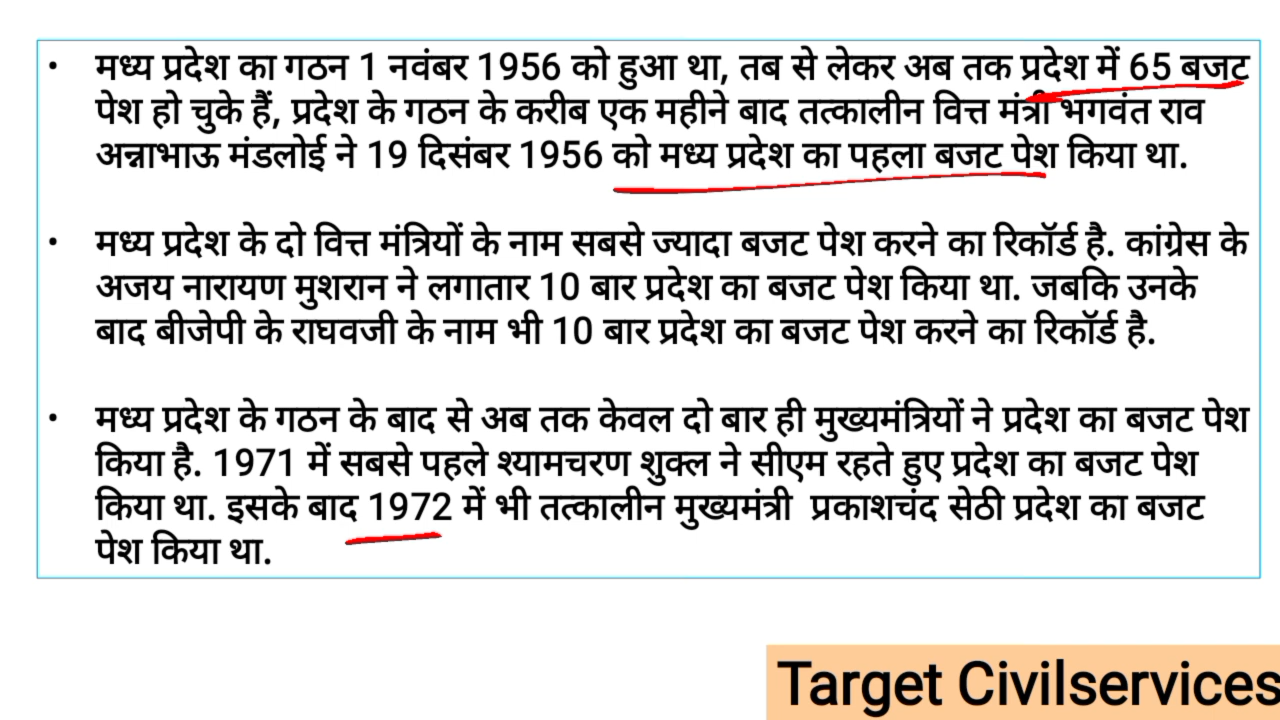 • मध्य प्रदेश का गठन 1 नवंबर 1956 को हुआ था, तब से लेकर अब तक प्रदेश में 65 बजट
पेश हो चुके हैं, प्रदेश के गठन के करीब एक महीने बाद तत्कालीन वित्त मंत्री भगवंत राव
अन्नाभाऊ मंडलोई ने 19 दिसंबर 1956 को मध्य प्रदेश का पहला बजट पेश किया था.
• मध्य प्रदेश के दो वित्त मंत्रियों के नाम सबसे ज्यादा बजट पेश करने का रिकॉर्ड है. कांग्रेस के
अजय नारायण मुशरान ने लगातार 10 बार प्रदेश का बजट पेश किया था. जबकि उनके
बाद बीजेपी के राघवजी के नाम भी 10 बार प्रदेश का बजट पेश करने का रिकॉर्ड है.
• मध्य प्रदेश के गठन के बाद से अब तक केवल दो बार ही मुख्यमंत्रियों ने प्रदेश का बजट पेश
किया है. 1971 में सबसे पहले श्यामचरण शुक्ल ने सीएम रहते हुए प्रदेश का बजट पेश
किया था. इसके बाद 1972 में भी तत्कालीन मुख्यमंत्री प्रकाशचंद सेठी प्रदेश का बजट
पेश किया था.
Target Civilservices